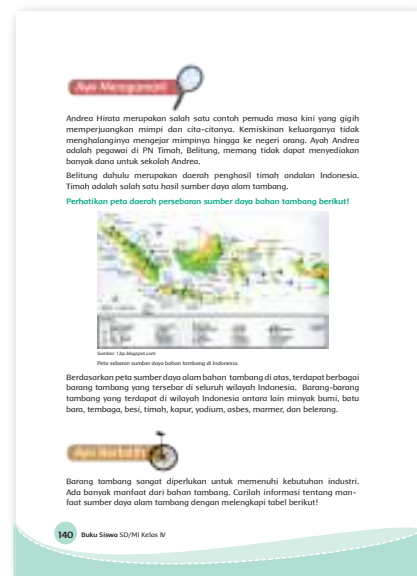 Ayo Mengamati
Andrea Hirata merupakan salah satu contoh pemuda masa kini yang gigih
memperjuangkan mimpi dan cita-citanya. Kemiskinan keluarganya tidak
menghalanginya mengejar mimpinya hingga ke negeri orang. Ayah Andrea
adalah pegawai di PN Timah, Belitung, memang tidak dapat menyediakan
banyak dana untuk sekolah Andrea.
Belitung dahulu merupakan daerah penghasil timah andalan Indonesia.
Timah adalah salah satu hasil sumber daya alam tambang.
Perhatikan peta daerah persebaran sumber daya bahan tambang berikut!
Peta sebaran sumber daya bahan tambang di Indonesia.
Berdasarkan peta sumber daya alam bahan tambang di atas, terdapat berbagai
barang tambang yang tersebar di seluruh wilayah Indonesia. Barang-barang
tambang yang terdapat di wilayah Indonesia antara lain minyak bumi, batu
bara, tembaga, besi, timah, kapur, yodium, asbes, marmer, dan belerang.
Barang tambang sangat diperlukan untuk memenuhi kebutuhan industri.
Ada banyak manfaat dari bahan tambang. Carilah informasi tentang man-
faat sumber daya alam tambang dengan melengkapi tabel berikut!
140 Buku Siswa SD/MI Kelas IV